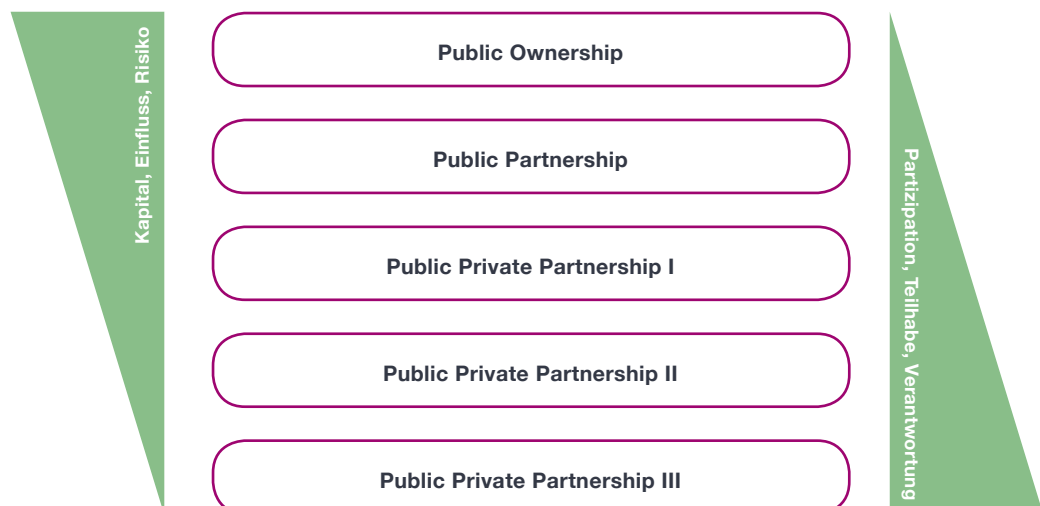 Kapital, Einfluss, Risiko
Public Ownership
Public Partnership
Public Private Partnership I
Public Private Partnership II
Public Private Partnership III
Partizipation, Teilhabe, Verantwortung